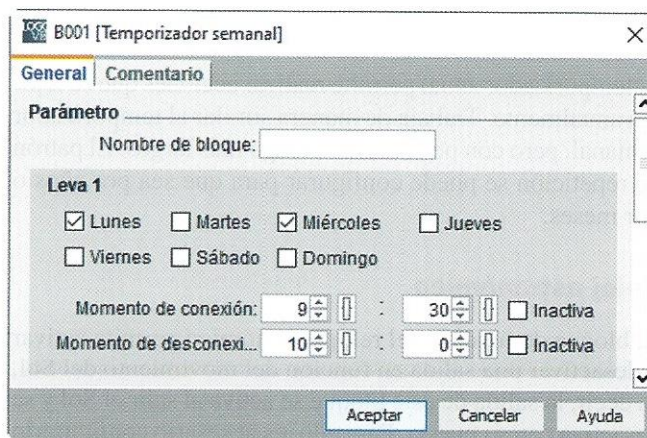 B001 [Temporizador semanal]
General Comentario
Parámetro
Nombre de bloque:
Leva 1
Lunes Martes Miércoles Jueves
Viernes Sábado Domingo
Momento de conexión: 9 : 30 Inactiva
Momento de desconexi... 10 : 0 Inactiva
Aceptar Cancelar Ayuda